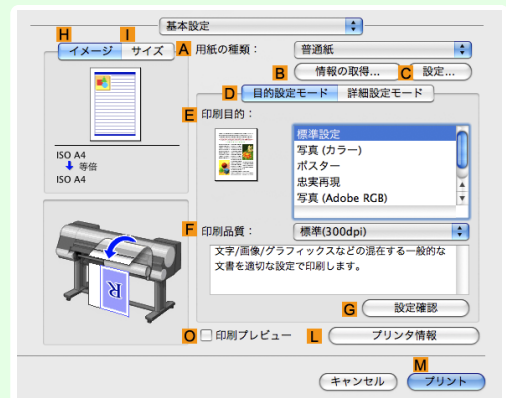 基本設定
H I
イメージ サイズ
A 用紙の種類： 普通紙
B 情報の取得... C 設定...
D 目的設定モード 詳細設定モード
E 印刷目的：
標準設定
写真 (カラー)
ポスター
忠実再現
写真 (Adobe RGB)
ISO A4
等倍
ISO A4
F 印刷品質： 標準(300dpi)
文字/画像/グラフィックスなどの混在する一般的な
文書を適切な設定で印刷します。
R
G 設定確認
O 印刷プレビュー L プリンタ情報
M
キャンセル プリント